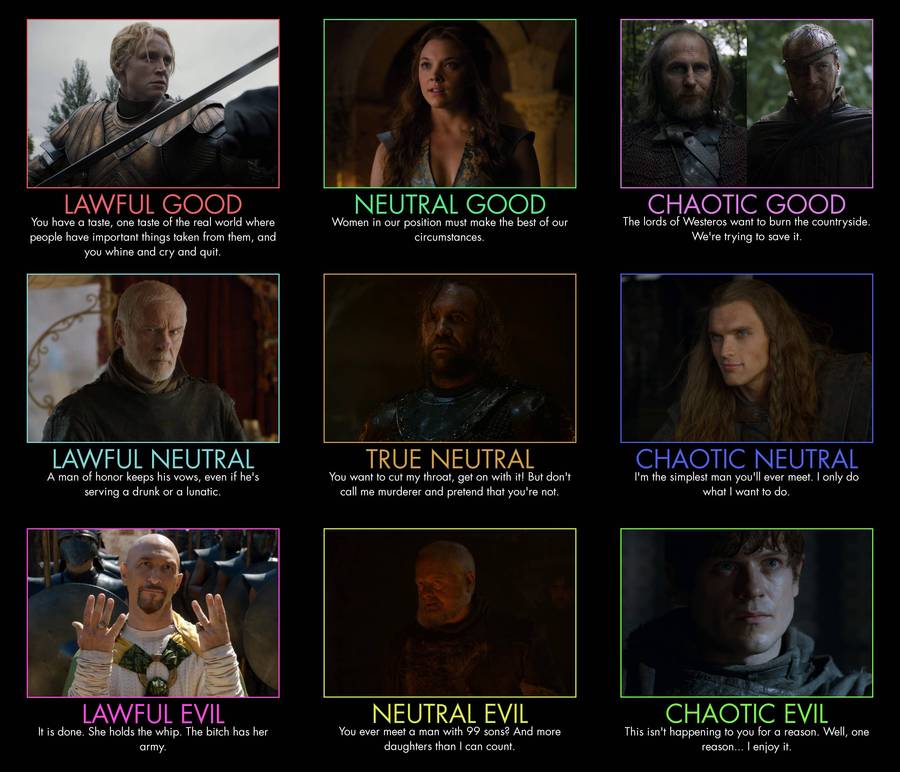 LAWFUL GOOD
You have a taste, one taste of the real world where
people have important things taken from them, and
you whine and cry and quit.
NEUTRAL GOOD
Women in our position must make the best of our
circumstances.
CHAOTIC GOOD
The lords of Westeros want to burn the countryside.
We're trying to save it.
LAWFUL NEUTRAL
A man of honor keeps his vows, even if he's
serving a drunk or a lunatic.
TRUE NEUTRAL
You want to cut my throat, get on with it! But don't
call me murderer and pretend that you're not.
CHAOTIC NEUTRAL
I'm the simplest man you'll ever meet. I only do
what I want to do.
LAWFUL EVIL
It is done. She holds the whip. The bitch has her
army.
NEUTRAL EVIL
You ever meet a man with 99 sons? And more
daughters than I can count.
CHAOTIC EVIL
This isn't happening to you for a reason. Well, one
reason... I enjoy it.